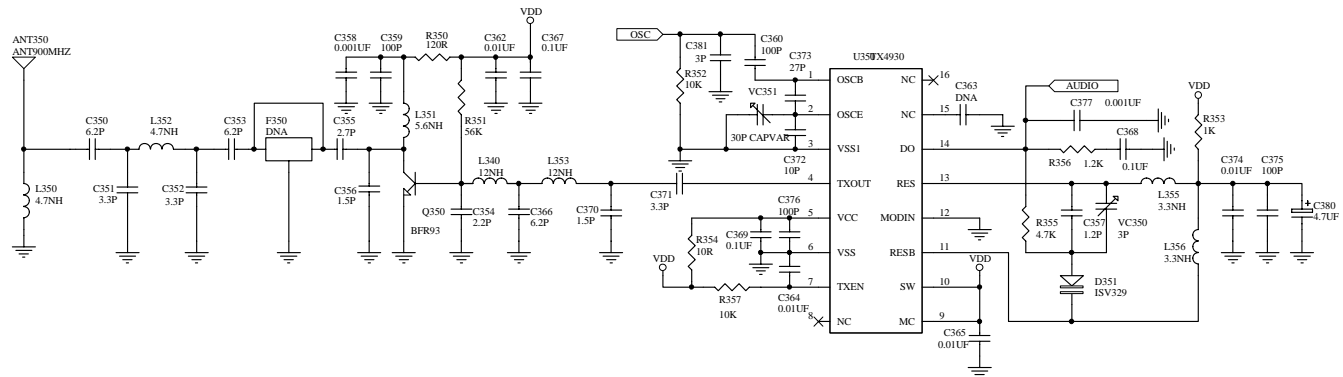 ANT350
ANT900MHZ
C350
6.2P
L352
4.7NH
C353
6.2P
F350
DNA
C355
2.7P
L350
4.7NH
C351
3.3P
C352
3.3P
C356
1.5P
C358
0.001UF
C359
100P
R350
120R
C362
0.01UF
VDD
C367
0.1UF
L351
5.6NH
R351
56K
Q350
BFR93
L340
12NH
L353
12NH
C354
2.2P
C366
6.2P
C370
1.5P
C371
3.3P
OSC
R352
10K
C381
3P
C360
100P
C373
27P
VC351
30P CAPVAR
C372
10P
R354
10R
C369
0.1UF
C376
100P
VDD
R357
10K
C364
0.01UF
U350
TX4930
1 OSCB NC 16
2 OSCE NC 15
3 VSS1 DO 14
4 TXOUT RES 13
5 VCC MODIN 12
6 VSS RESB 11
7 TXEN SW 10
8 NC MC 9
C363
DNA
AUDIO
C377
0.001UF
C368
0.1UF
R356
1.2K
VDD
R353
1K
C374
0.01UF
C375
100P
+
C380
4.7UF
L355
3.3NH
R355
4.7K
C357
1.2P
VC350
3P
L356
3.3NH
VDD
D351
ISV329
C365
0.01UF